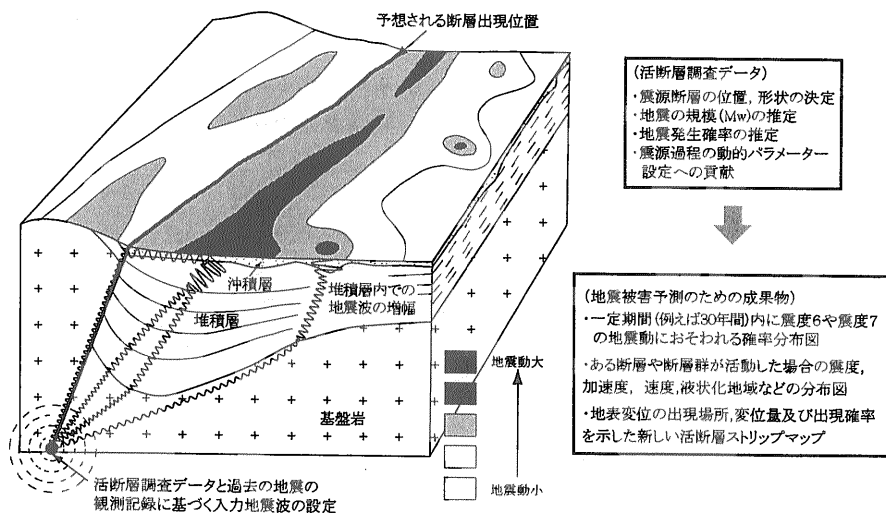 予想される断層出現位置
(活断層調査データ)
・震源断層の位置, 形状の決定
・地震の規模(Mw)の推定
・地震発生確率の推定
・震源過程の動的パラメーター
設定への貢献
沖積層
堆積層
堆積層内での
地震波の増幅
基盤岩
地震動大
地震動小
(地震被害予測のための成果物)
・一定期間(例えば30年間)内に震度6や震度7
の地震動におそわれる確率分布図
・ある断層や断層群が活動した場合の震度,
加速度, 速度, 液状化地域などの分布図
・地表変位の出現場所, 変位量及び出現確率
を示した新しい活断層ストリップマップ
活断層調査データと過去の地震の
観測記録に基づく入力地震波の設定